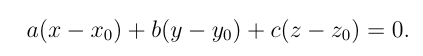 a(x − x₀) + b(y − y₀) + c(z − z₀) = 0.